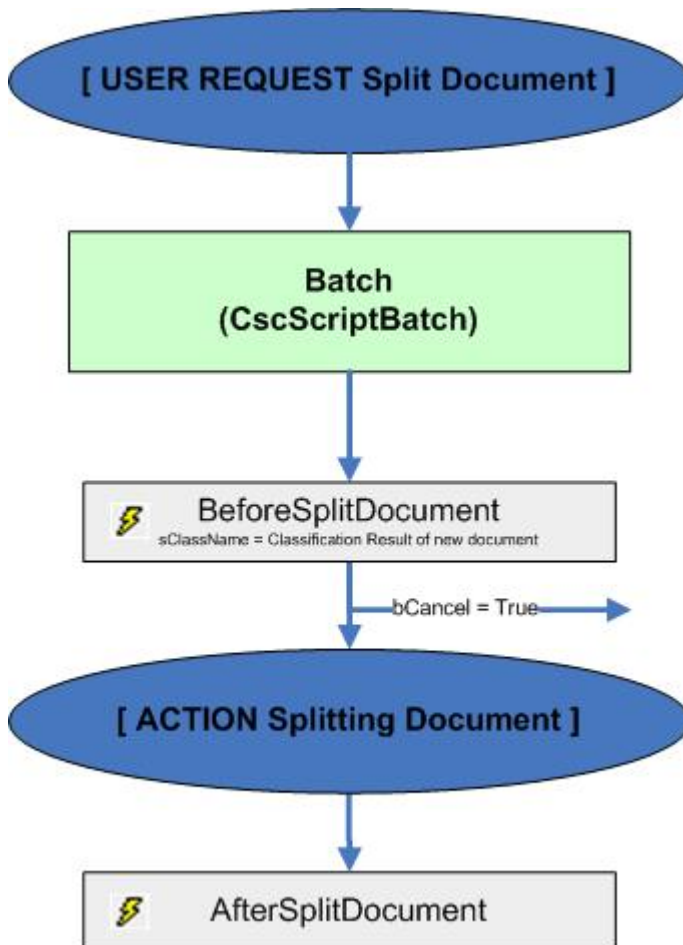 [ USER REQUEST Split Document ]
Batch
(CscScriptBatch)
BeforeSplitDocument
sClassName = Classification Result of new document
bCancel = True
[ ACTION Splitting Document ]
AfterSplitDocument